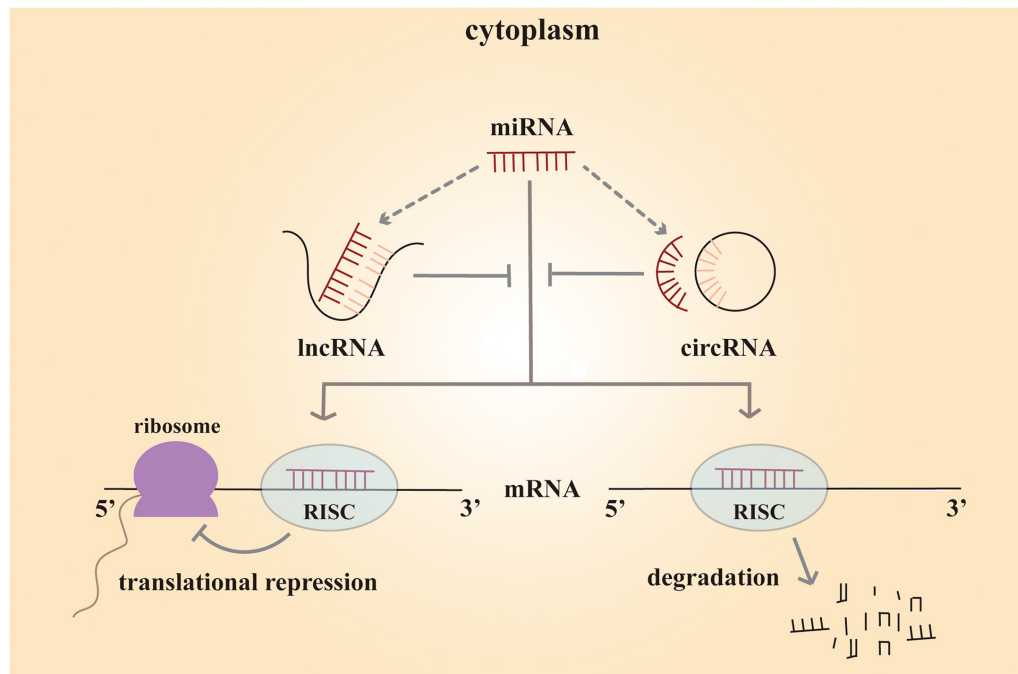 cytoplasm
miRNA
lncRNA
circRNA
ribosome
mRNA
5’
RISC
3’
5’
RISC
3’
translational repression
degradation